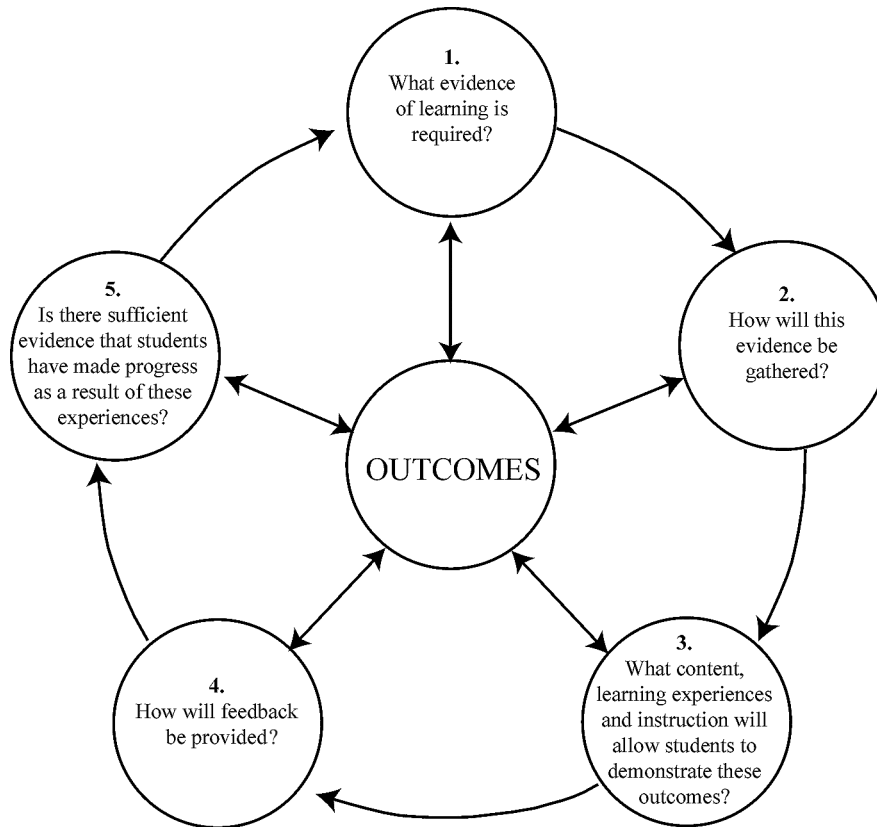 1.
What evidence
of learning is
required?
2.
How will this
evidence be
gathered?
3.
What content,
learning experiences
and instruction will
allow students to
demonstrate these
outcomes?
4.
How will feedback
be provided?
5.
Is there sufficient
evidence that students
have made progress
as a result of these
experiences?
OUTCOMES